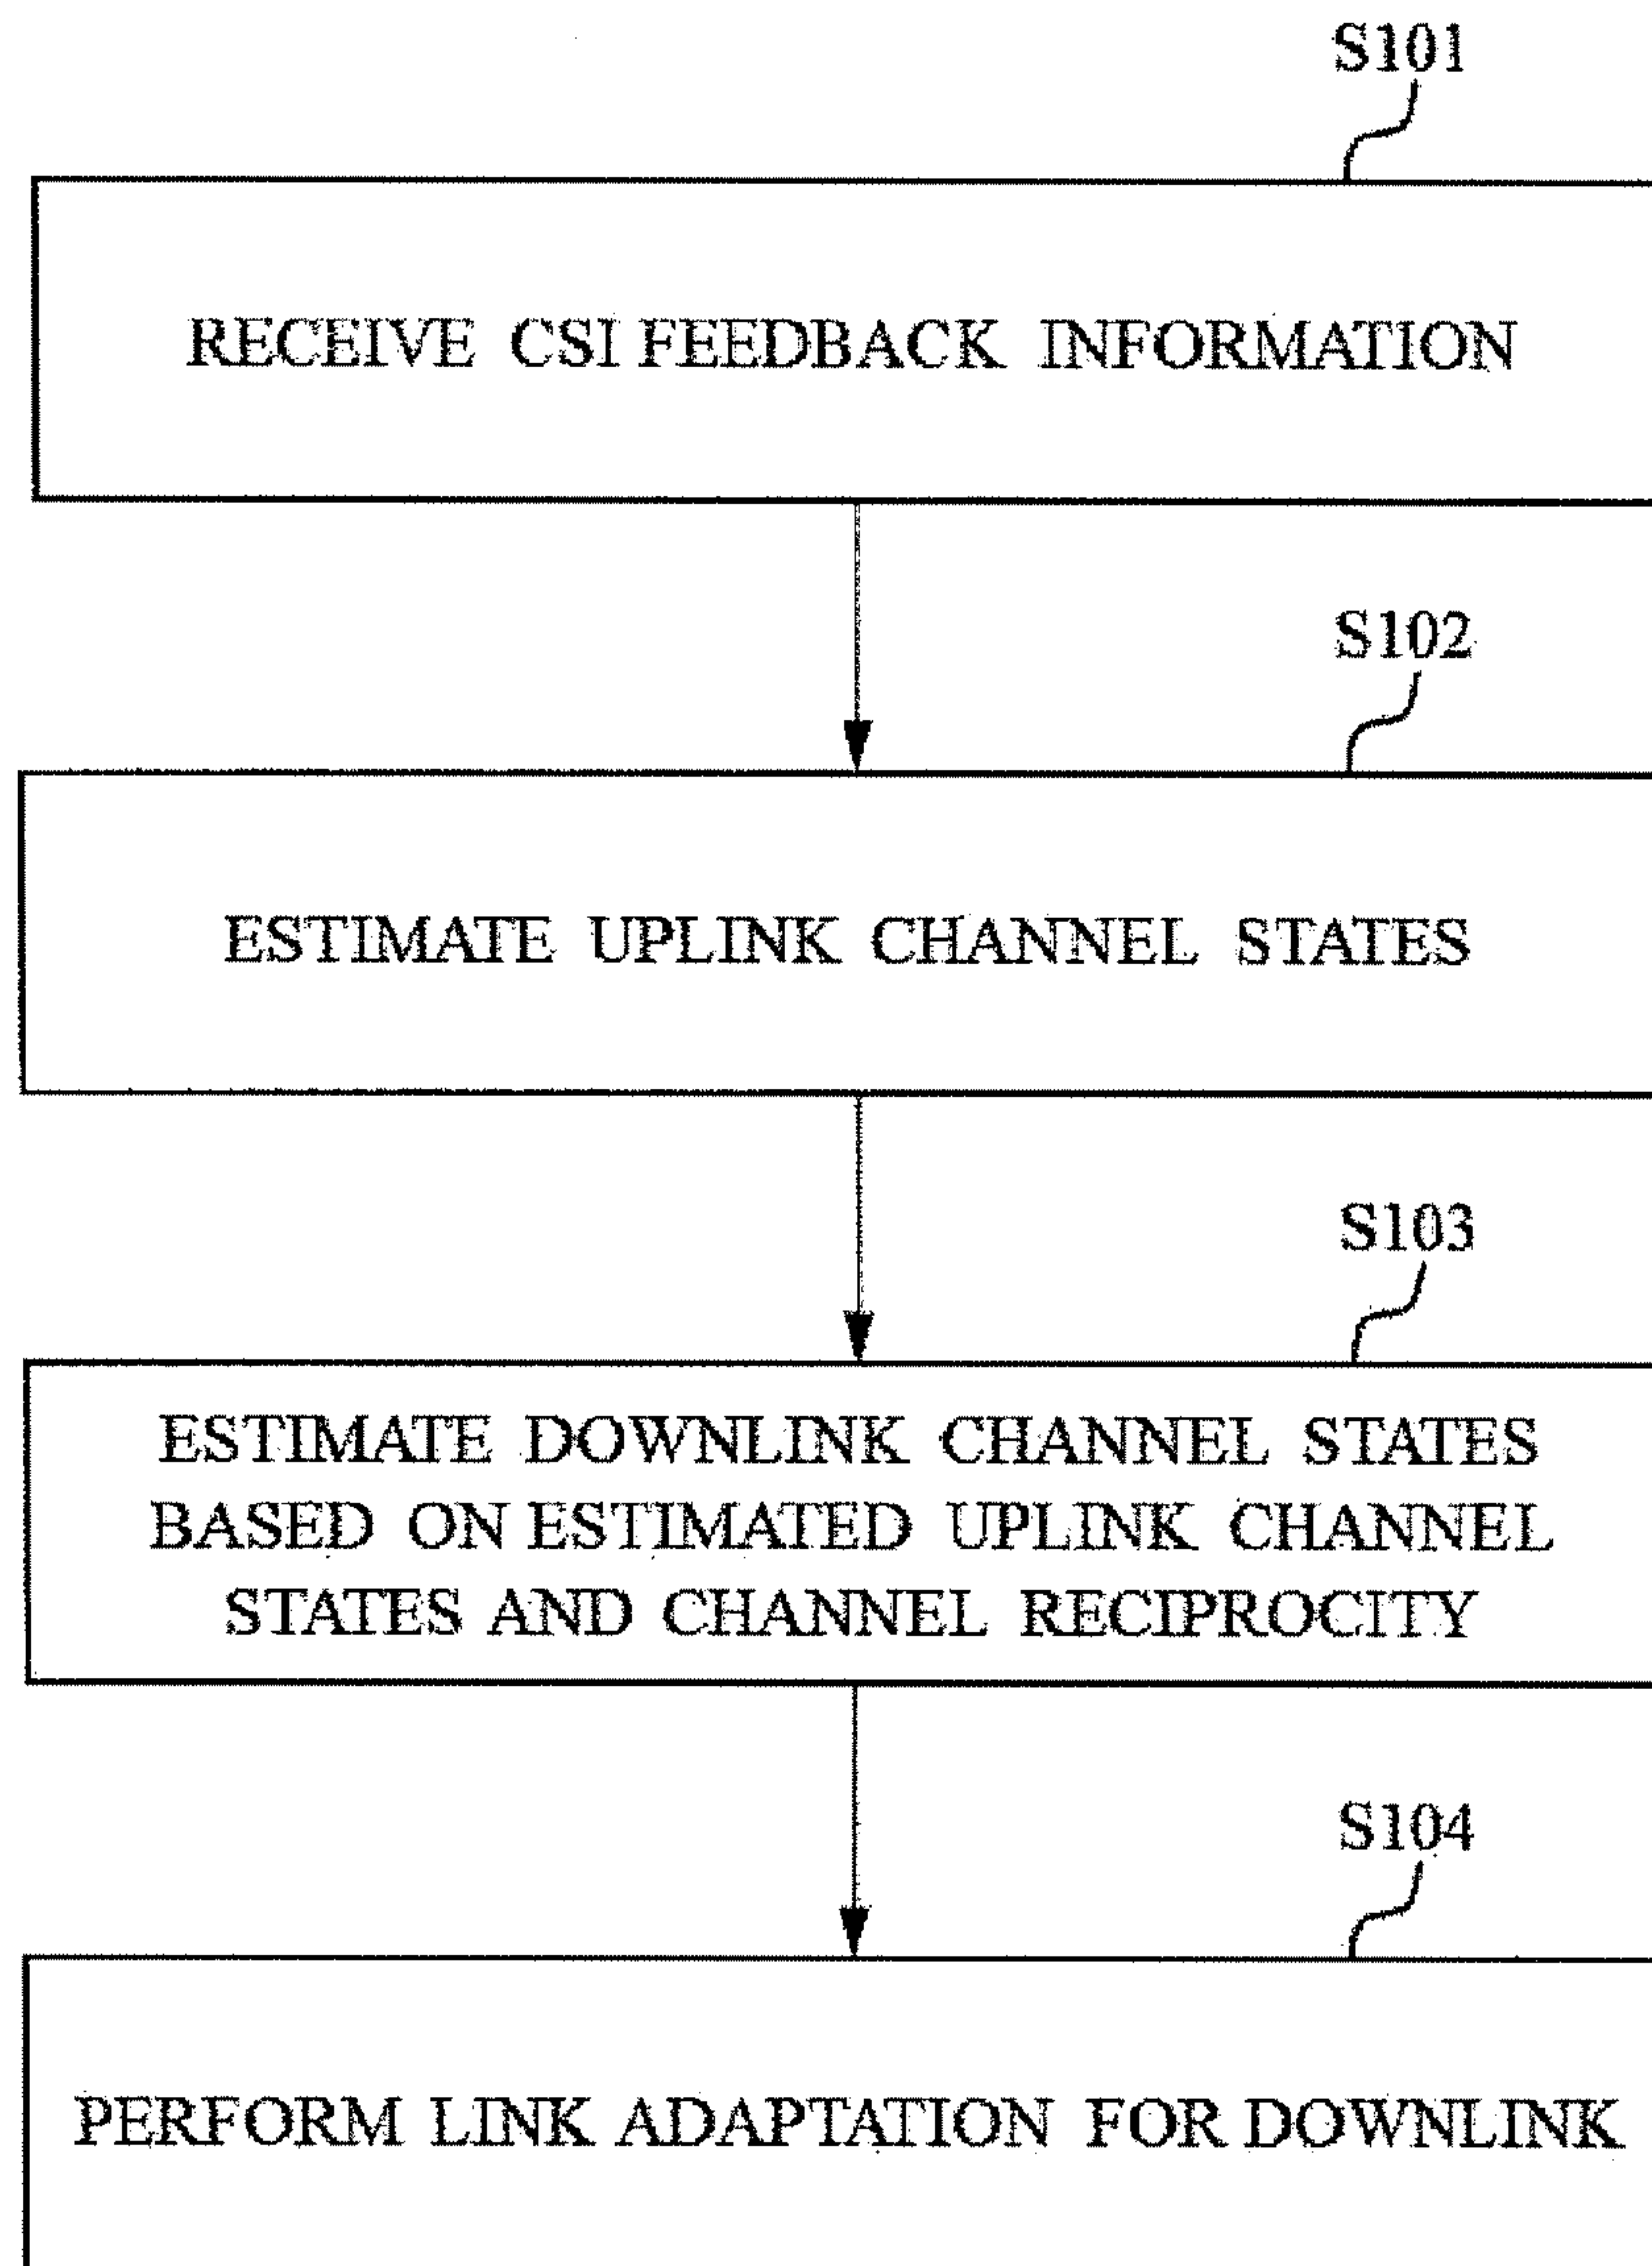 S101
RECEIVE CSI FEEDBACK INFORMATION
S102
ESTIMATE UPLINK CHANNEL STATES
S103
ESTIMATE DOWNLINK CHANNEL STATES
BASED ON ESTIMATED UPLINK CHANNEL
STATES AND CHANNEL RECIPROCITY
S104
PERFORM LINK ADAPTATION FOR DOWNLINK